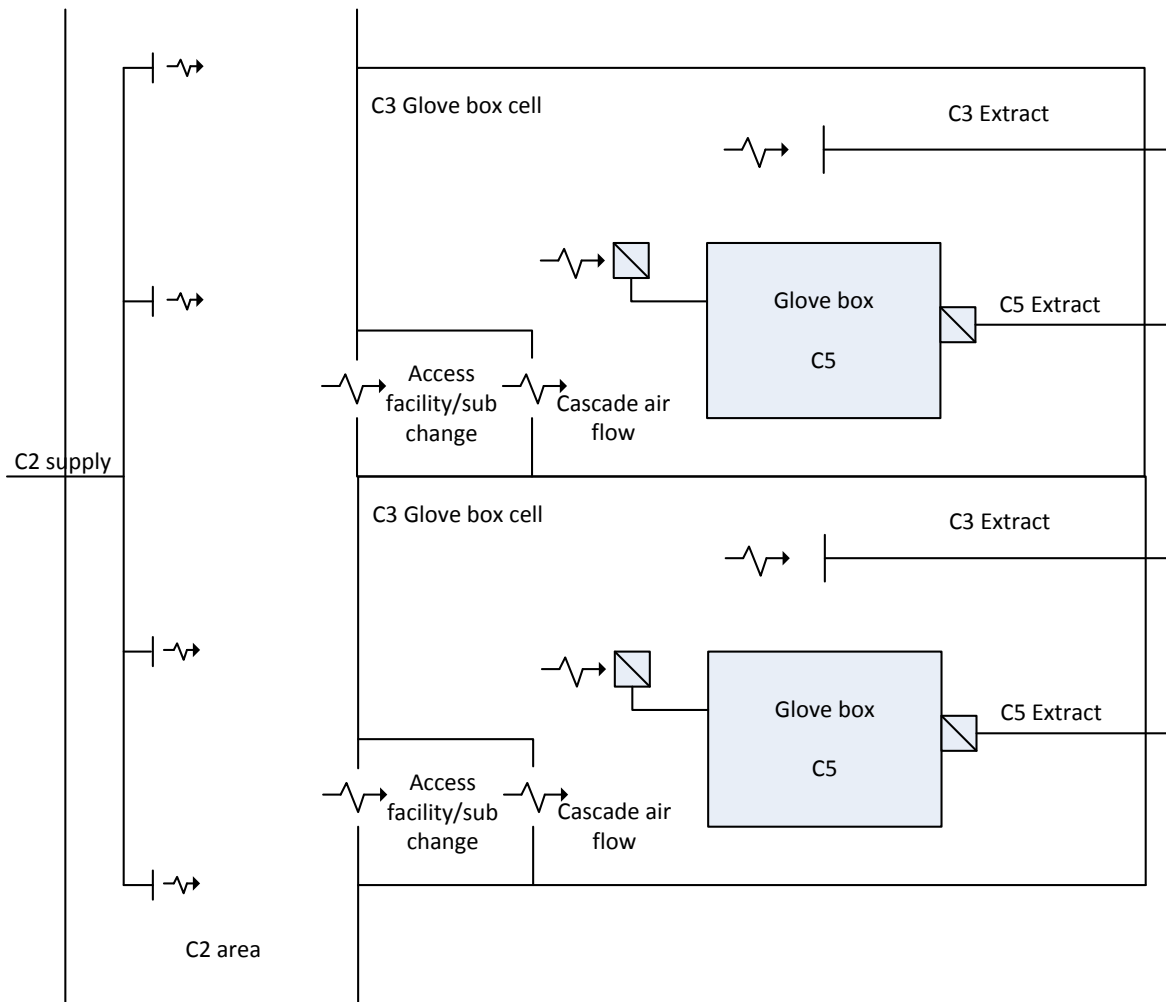 C3 Glove box cell
C3 Extract
Glove box
C5
C5 Extract
Access
facility/sub
change
Cascade air
flow
C2 supply
C3 Glove box cell
C3 Extract
Glove box
C5
C5 Extract
Access
facility/sub
change
Cascade air
flow
C2 area